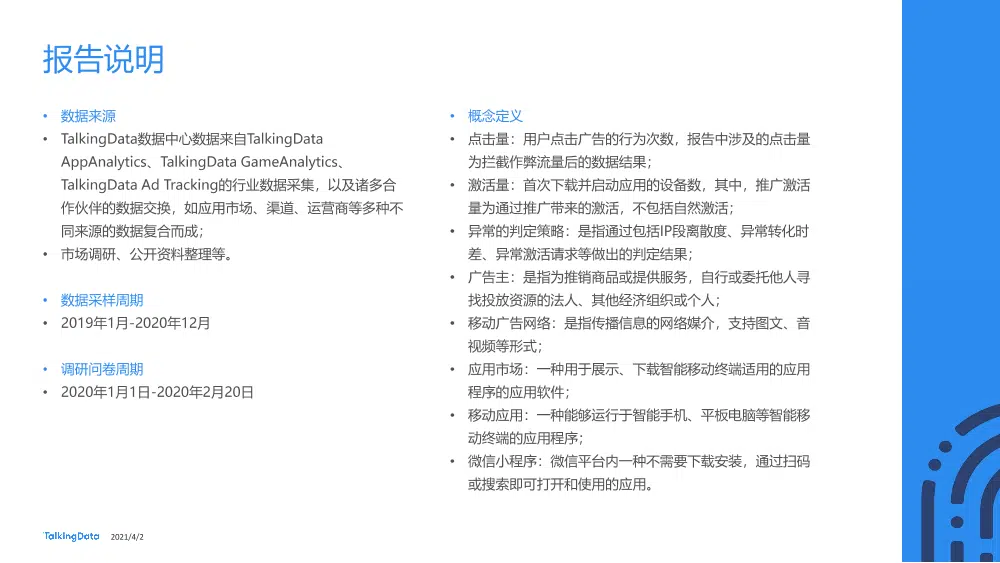 报告说明
• 数据来源
• TalkingData数据中心数据来自TalkingData
AppAnalytics、TalkingData GameAnalytics、
TalkingData Ad Tracking的行业数据采集，以及诸多合
作伙伴的数据交换，如应用市场、渠道、运营商等多种不
同来源的数据复合而成；
• 市场调研、公开资料整理等。
• 数据采样周期
• 2019年1月-2020年12月
• 调研问卷周期
• 2020年1月1日-2020年2月20日
• 概念定义
• 点击量：用户点击广告的行为次数，报告中涉及的点击量
为拦截作弊流量后的数据结果；
• 激活量：首次下载并启动应用的设备数，其中，推广激活
量为通过推广带来的激活，不包括自然激活；
• 异常的判定策略：是指通过包括IP段离散度、异常转化时
差、异常激活请求等做出的判定结果；
• 广告主：是指为推销商品或提供服务，自行或委托他人寻
找投放资源的法人、其他经济组织或个人；
• 移动广告网络：是指传播信息的网络媒介，支持图文、音
视频等形式；
• 应用市场：一种用于展示、下载智能移动终端适用的应用
程序的应用软件；
• 移动应用：一种能够运行于智能手机、平板电脑等智能移
动终端的应用程序；
• 微信小程序：微信平台内一种不需要下载安装，通过扫码
或搜索即可打开和使用的应用。
TalkingData 2021/4/2